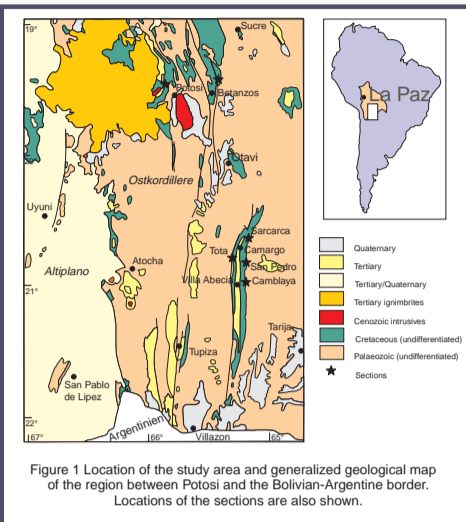 19°
Sucre
Potosi
Betanzos
Otavi
Ostkordillere
Uyuni
Sarcarca
Tota
Camargo
San Pedro
Atocha
Altiplano
Villa Abecia
Camblaya
21°
Tarija
Tupiza
San Pablo
de Lipez
22°
Argentinien
67°
66°
Villazon
65°
La Paz
Quaternary
Tertiary
Tertiary/Quaternary
Tertiary ignimbrites
Cenozoic intrusives
Cretaceous (undifferentiated)
Palaeozoic (undifferentiated)
Sections
Figure 1 Location of the study area and generalized geological map
of the region between Potosi and the Bolivian-Argentine border.
Locations of the sections are also shown.